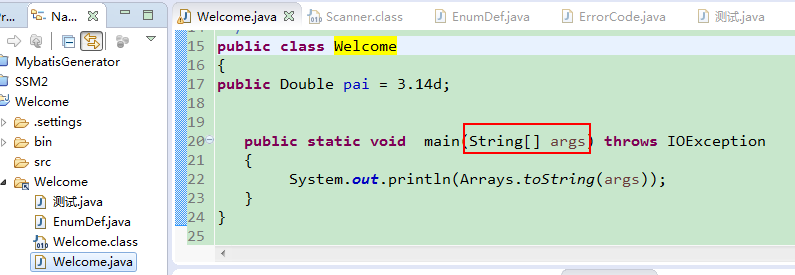 Na...
Welcome.java
Scanner.class
EnumDef.java
ErrorCode.java
测试.java
MybatisGenerator
SSM2
Welcome
.settings
bin
src
Welcome
测试.java
EnumDef.java
Welcome.class
Welcome.java
15 public class Welcome
16 {
17 public Double pai = 3.14d;
18
19
20 public static void main(String[] args) throws IOException
21 {
22 System.out.println(Arrays.toString(args));
23 }
24 }
25